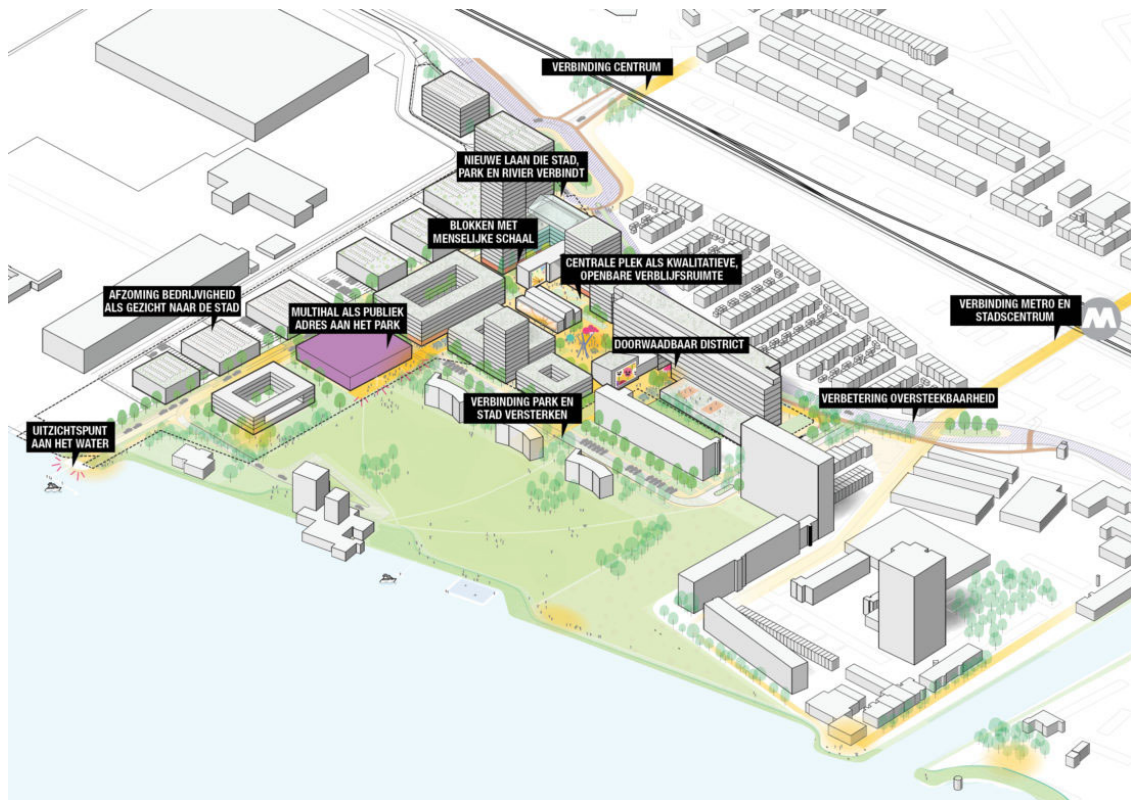 VERBINDING CENTRUM
NIEUWE LAAN DIE STAD,
PARK EN RIVIER VERBINDT
BLOKKEN MET
MENSELIJKE SCHAAL
CENTRALE PLEK ALS KWALITATIEVE,
OPENBARE VERBLIJFSRUIMTE
AFZOMING BEDRIJVIGHEID
ALS GEZICHT NAAR DE STAD
MULTIHAL ALS PUBLIEK
ADRES AAN HET PARK
VERBINDING METRO EN
STADSCENTRUM
M
DOORWAADBAAR DISTRICT
VERBINDING PARK EN
STAD VERSTERKEN
VERBETERING OVERSTEEKBAARHEID
UITZICHTSPUNT
AAN HET WATER